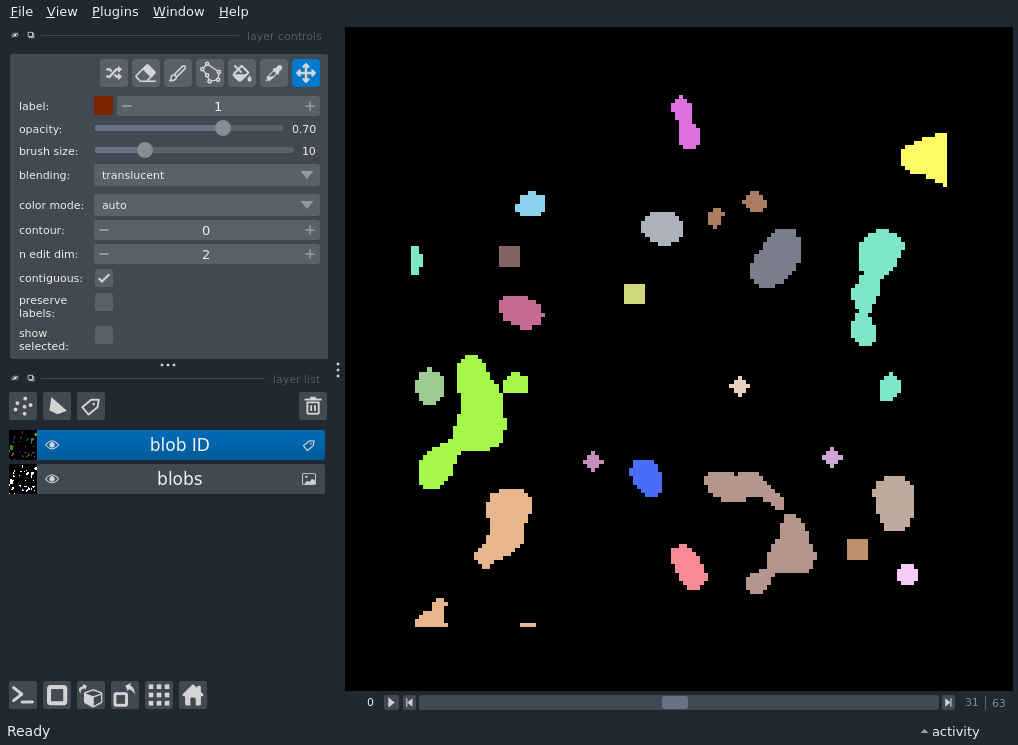 File View Plugins Window Help
layer controls
label: 1
opacity: 0.70
brush size: 10
blending: translucent
color mode: auto
contour: 0
n edit dim: 2
contiguous:
preserve
labels:
show
selected:
layer list
blob ID
blobs
0 31 63
Ready activity